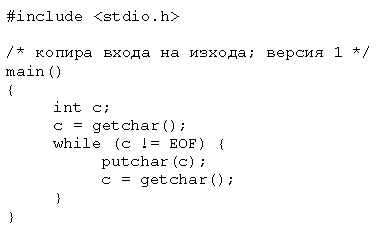 #include <stdio.h>
/* копира входа на изхода; версия 1 */
main()
{
int c;
c = getchar();
while (c != EOF) {
putchar(c);
c = getchar();
}
}